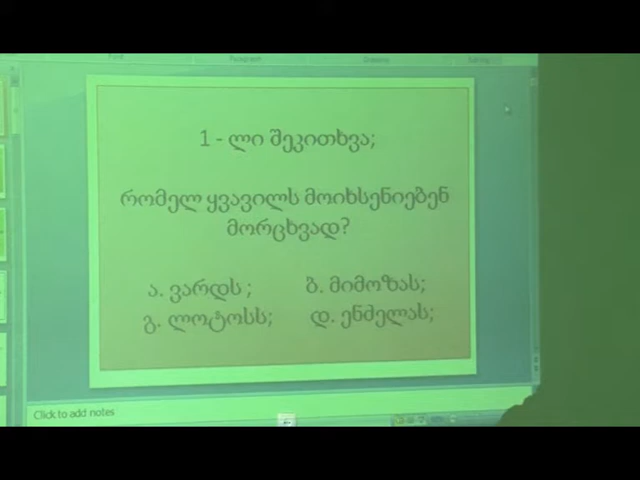 1 - ლი შეკითხვა;
რომელ ყვავილს მოიხსენიებენ
მორცხვად?
ა. ვარდს ; ბ. მიმოზას;
გ. ლოტოსს; დ. ენძელას;
Click to add notes